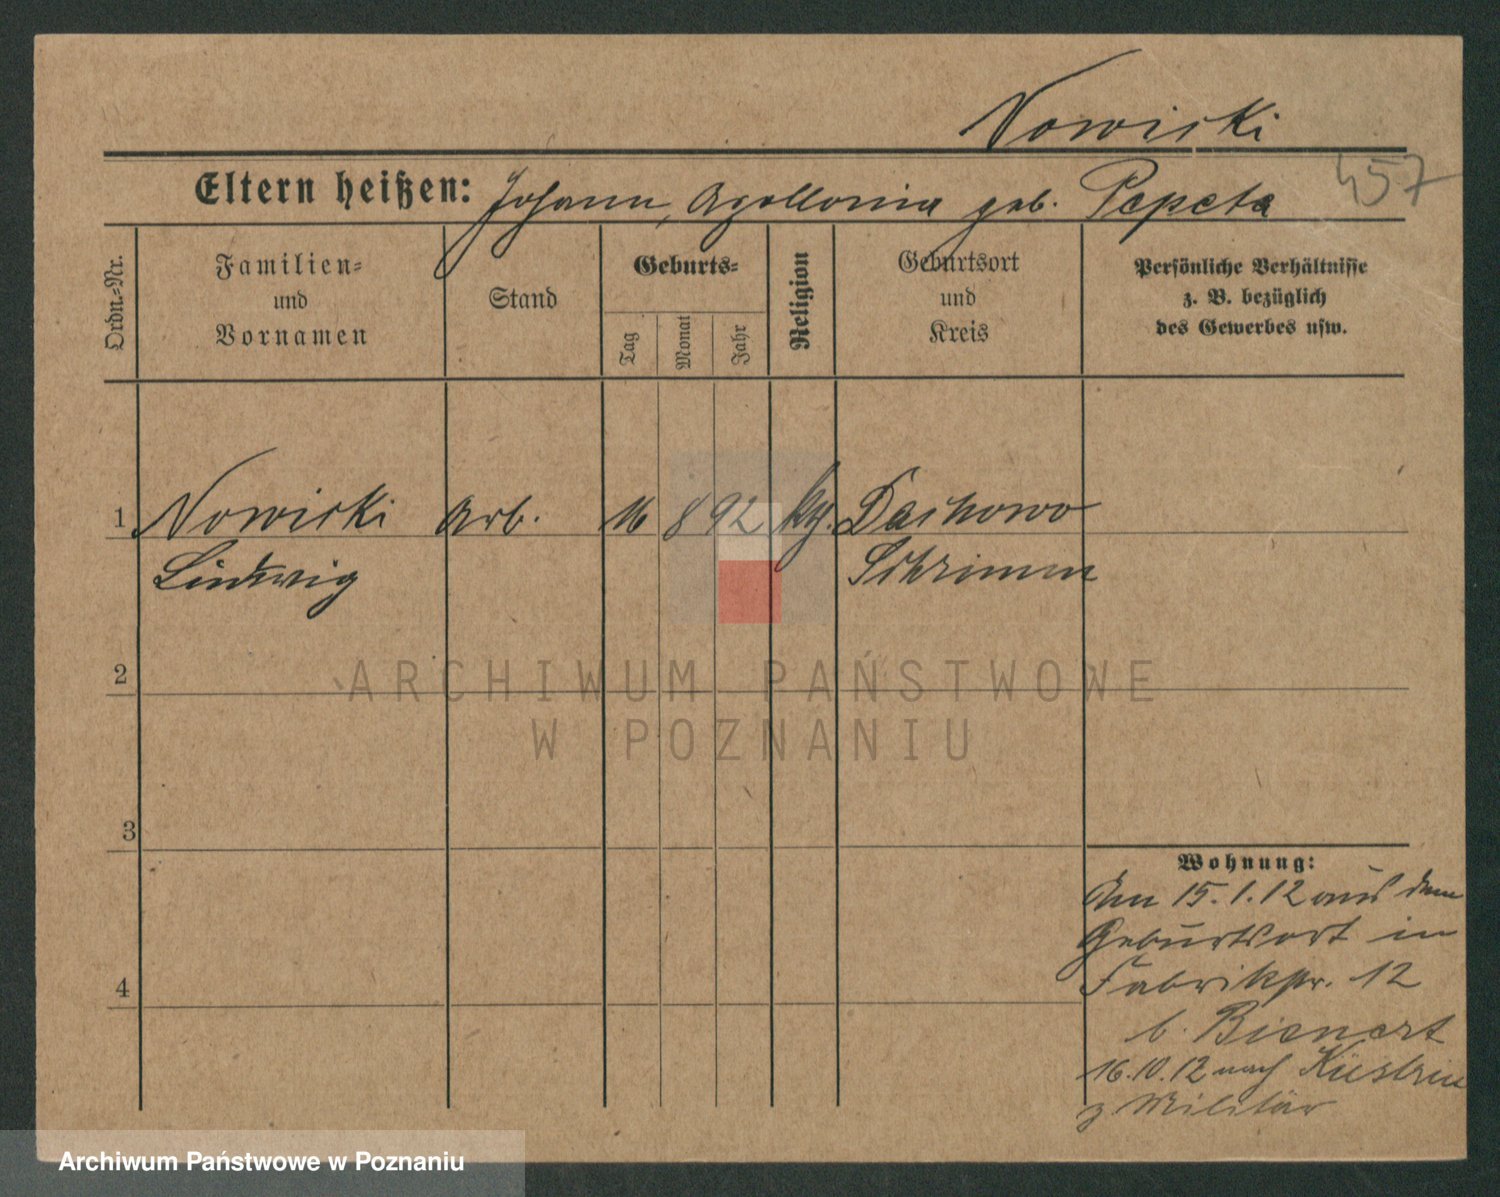 Nowicki
457
Eltern heißen: Johann, Apollonia geb. Pepeta
Ordn.-Nr.
Familien-
und
Vornamen
Stand
Geburts-
Tag
Monat
Jahr
Religion
Geburtsort
und
Kreis
Persönliche Verhältnisse
z. B. bezüglich
des Gewerbes usw.
1 Nowicki Arb. 16 8 92 kg. Dachowo
Ludwig Schrimm
2
ARCHIWUM PAŃSTWOWE
W POZNANIU
3
Wohnung:
Am 15.1.12 aus dem
Geburtsort in
Fabrikstr. 12
b. Bienert
4
16.10.12 nach Küstrin
z Militär
Archiwum Państwowe w Poznaniu